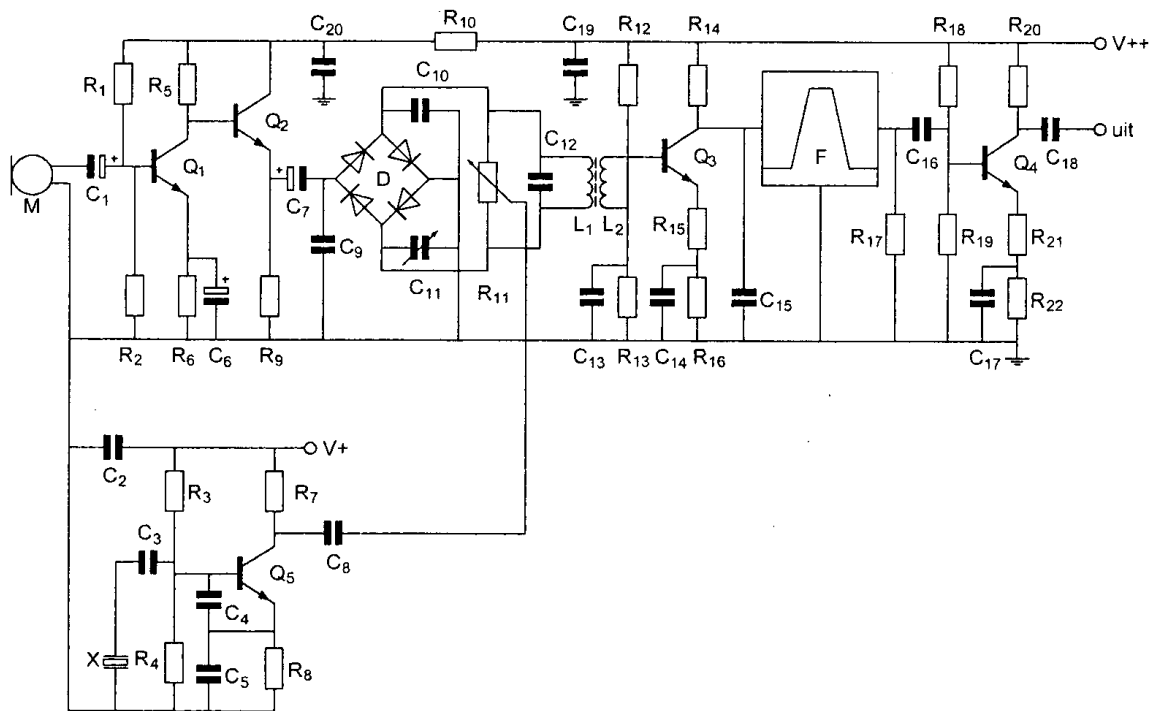 C20 R10 C19 R12 R14 R18 R20
V++
R1 R5 C10
Q2 C12 Q3 F C16 Q4 C18 uit
M C1 + Q1 + C7 D
L1 L2 R15 R17 R19 R21
C9
+ C11 R11 C15 R22
R2 R6 C6 R9 C13 R13 C14 R16 C17
C2 V+
R3 R7
C3 C8
Q5
C4
X R4 C5 R8